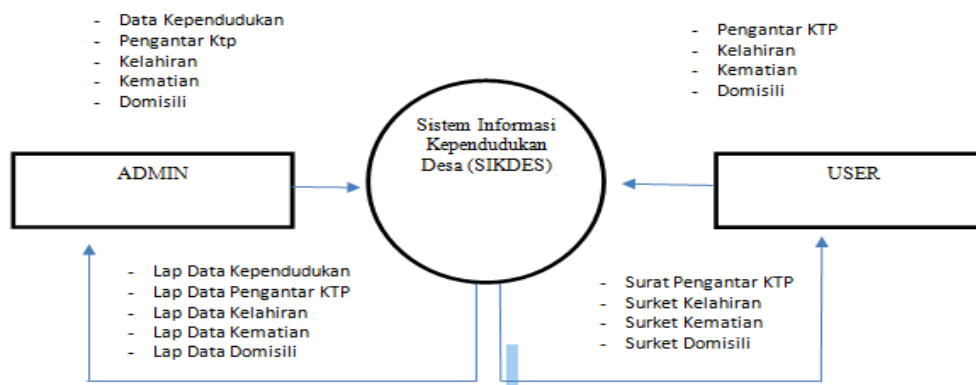 - Data Kependudukan
- Pengantar Ktp
- Kelahiran
- Kematian
- Domisili
- Pengantar KTP
- Kelahiran
- Kematian
- Domisili
ADMIN
Sistem Informasi
Kependudukan
Desa (SIKDES)
USER
- Lap Data Kependudukan
- Lap Data Pengantar KTP
- Lap Data Kelahiran
- Lap Data Kematian
- Lap Data Domisili
- Surat Pengantar KTP
- Surket Kelahiran
- Surket Kematian
- Surket Domisili